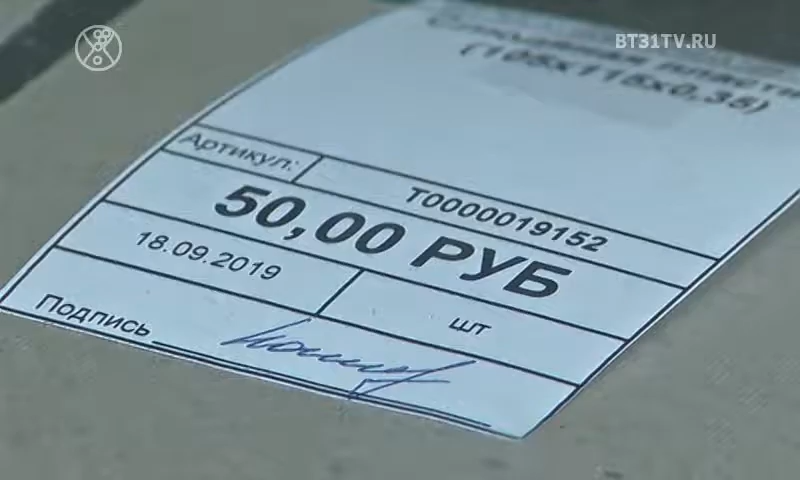 BT31TV.RU
(105x115x0,35)
Артикул:
T0000019152
50,00 РУБ
18.09.2019
шт
Подпись